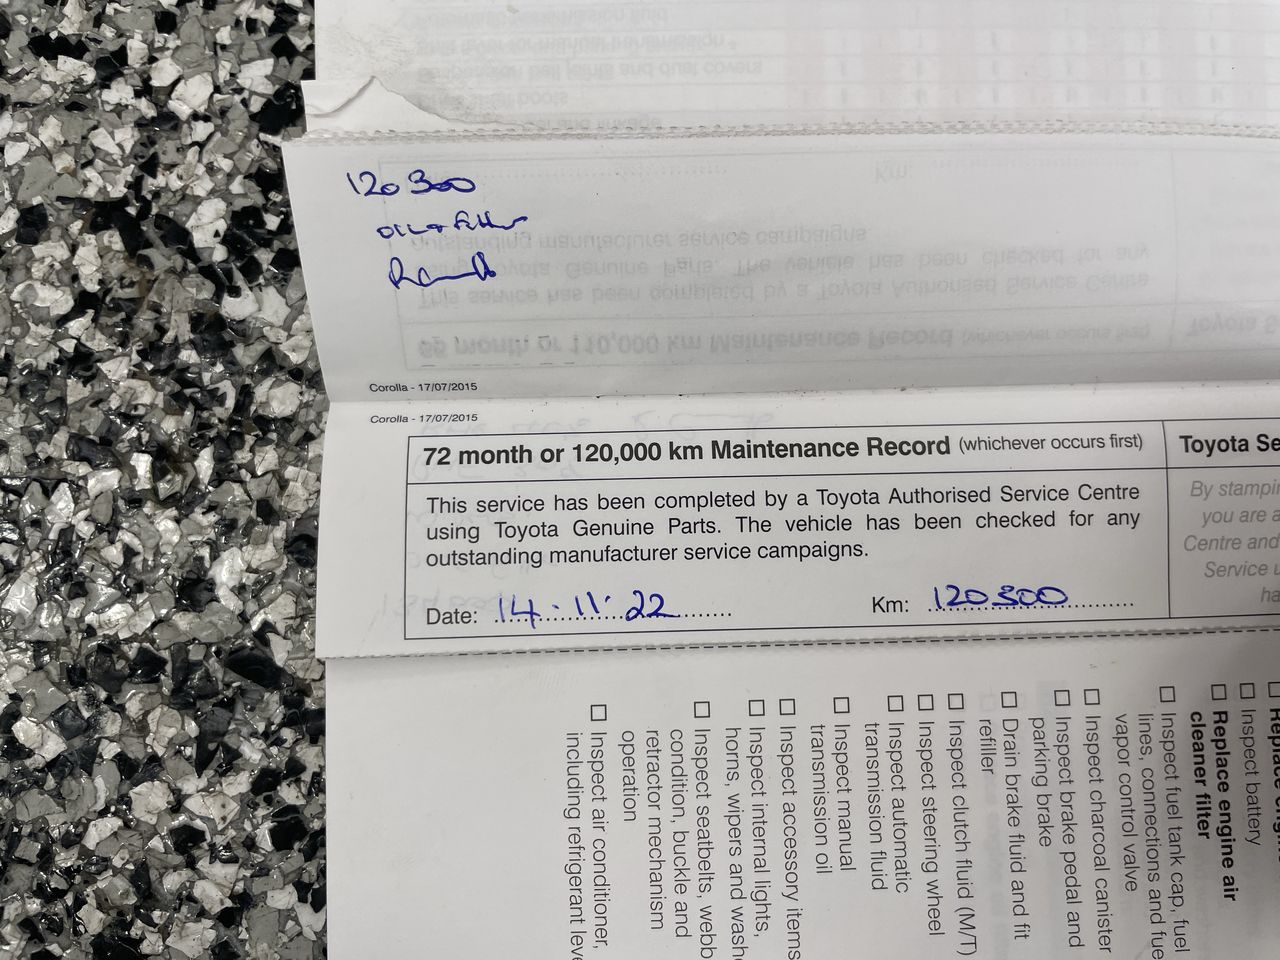 120 300
OIL + Filter
Corolla - 17/07/2015
Corolla - 17/07/2015
72 month or 120,000 km Maintenance Record (whichever occurs first)
Toyota Se
This service has been completed by a Toyota Authorised Service Centre
using Toyota Genuine Parts. The vehicle has been checked for any
outstanding manufacturer service campaigns.
By stampi
you are a
Centre and
Service u
ha
Date: 14.11.22
Km: 120300
Inspect battery
Replace engine air
cleaner filter
Inspect fuel tank cap, fuel
lines, connections and fue
vapor control valve
Inspect charcoal canister
Inspect brake pedal and
parking brake
Drain brake fluid and fit
refiller
Inspect clutch fluid (M/T)
Inspect steering wheel
Inspect automatic
transmission fluid
Inspect manual
transmission oil
Inspect accessory items
Inspect internal lights,
horns, wipers and wash
Inspect seatbelts, webb
condition, buckle and
retractor mechanism
operation
Inspect air conditioner,
including refrigerant leve